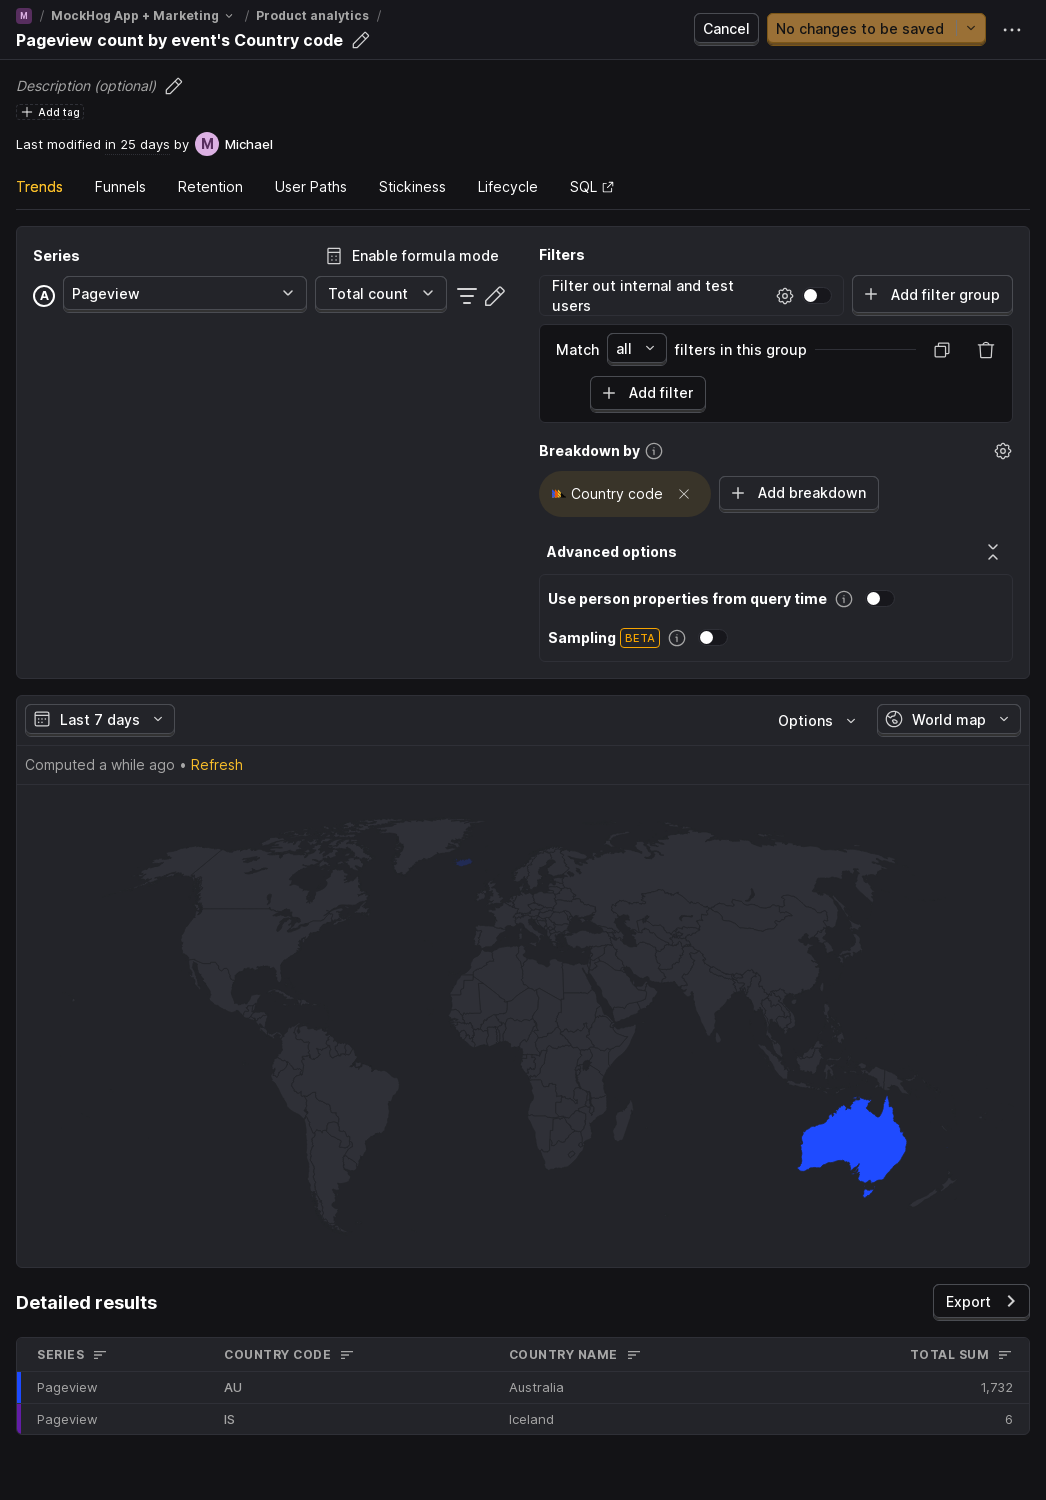 M / MockHog App + Marketing / Product analytics /
Pageview count by event's Country code
Cancel
No changes to be saved
Description (optional)
Add tag
Last modified in 25 days by M Michael
Trends Funnels Retention User Paths Stickiness Lifecycle SQL
Series
Enable formula mode
A Pageview Total count
Filters
Filter out internal and test
users
Add filter group
Match all filters in this group
Add filter
Breakdown by
Country code
Add breakdown
Advanced options
Use person properties from query time
Sampling BETA
Last 7 days
Options
World map
Computed a while ago • Refresh
Detailed results
Export
SERIES COUNTRY CODE COUNTRY NAME TOTAL SUM
Pageview AU Australia 1,732
Pageview IS Iceland 6